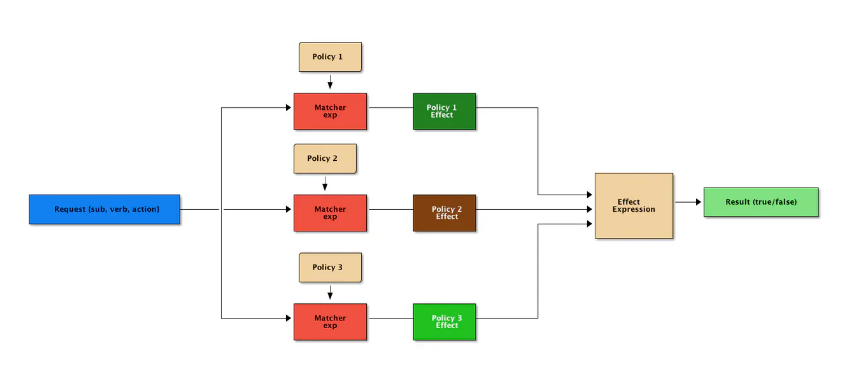 Policy 1
Matcher
exp
Policy 1
Effect
Policy 2
Request (sub, verb, action)
Matcher
exp
Policy 2
Effect
Effect
Expression
Result (true/false)
Policy 3
Matcher
exp
Policy 3
Effect